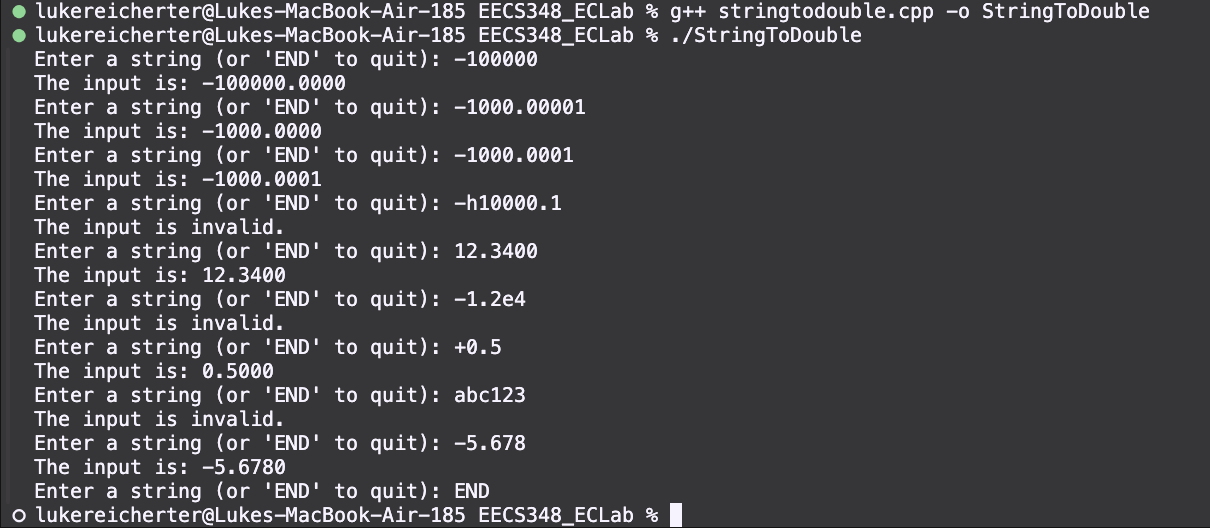 lukereicherter@Lukes-MacBook-Air-185 EECS348_ECLab % g++ stringtodouble.cpp -o StringToDouble
lukereicherter@Lukes-MacBook-Air-185 EECS348_ECLab % ./StringToDouble
Enter a string (or 'END' to quit): -100000
The input is: -100000.0000
Enter a string (or 'END' to quit): -1000.00001
The input is: -1000.0000
Enter a string (or 'END' to quit): -1000.0001
The input is: -1000.0001
Enter a string (or 'END' to quit): -h10000.1
The input is invalid.
Enter a string (or 'END' to quit): 12.3400
The input is: 12.3400
Enter a string (or 'END' to quit): -1.2e4
The input is invalid.
Enter a string (or 'END' to quit): +0.5
The input is: 0.5000
Enter a string (or 'END' to quit): abc123
The input is invalid.
Enter a string (or 'END' to quit): -5.678
The input is: -5.6780
Enter a string (or 'END' to quit): END
lukereicherter@Lukes-MacBook-Air-185 EECS348_ECLab %